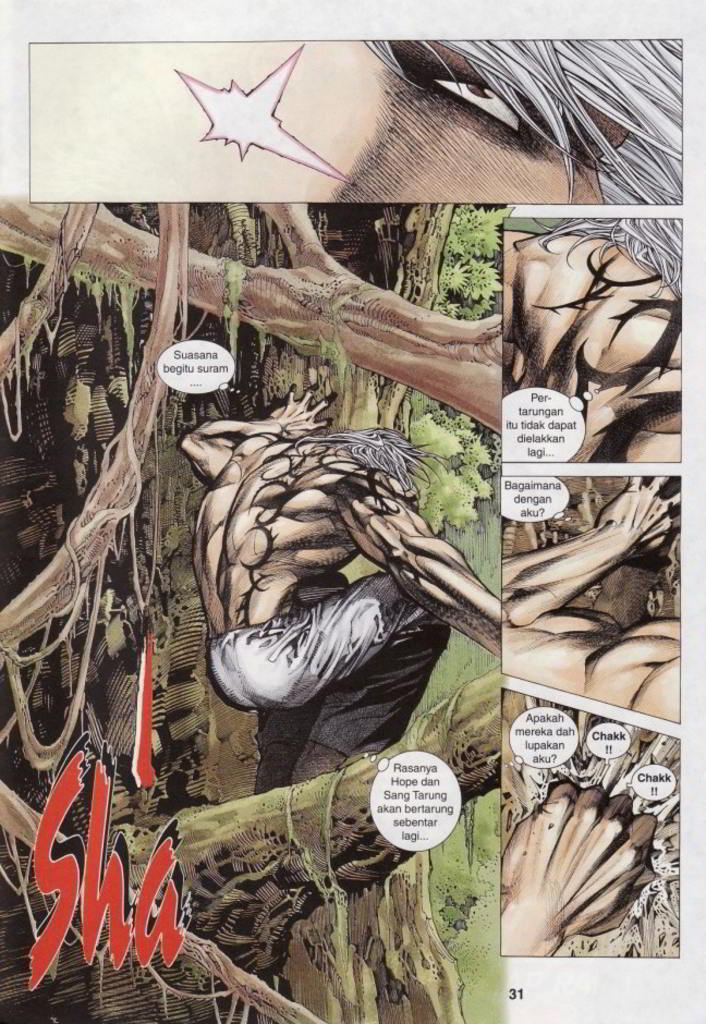 Suasana
begitu suram
....
Per-
tarungan
itu tidak dapat
dielakkan
lagi...
Bagaimana
dengan
aku?
Apakah
mereka dah
lupakan
aku?
Chakk
!!
Chakk
!!
Rasanya
Hope dan
Sang Tarung
akan bertarung
sebentar
lagi...
Sha
!
31